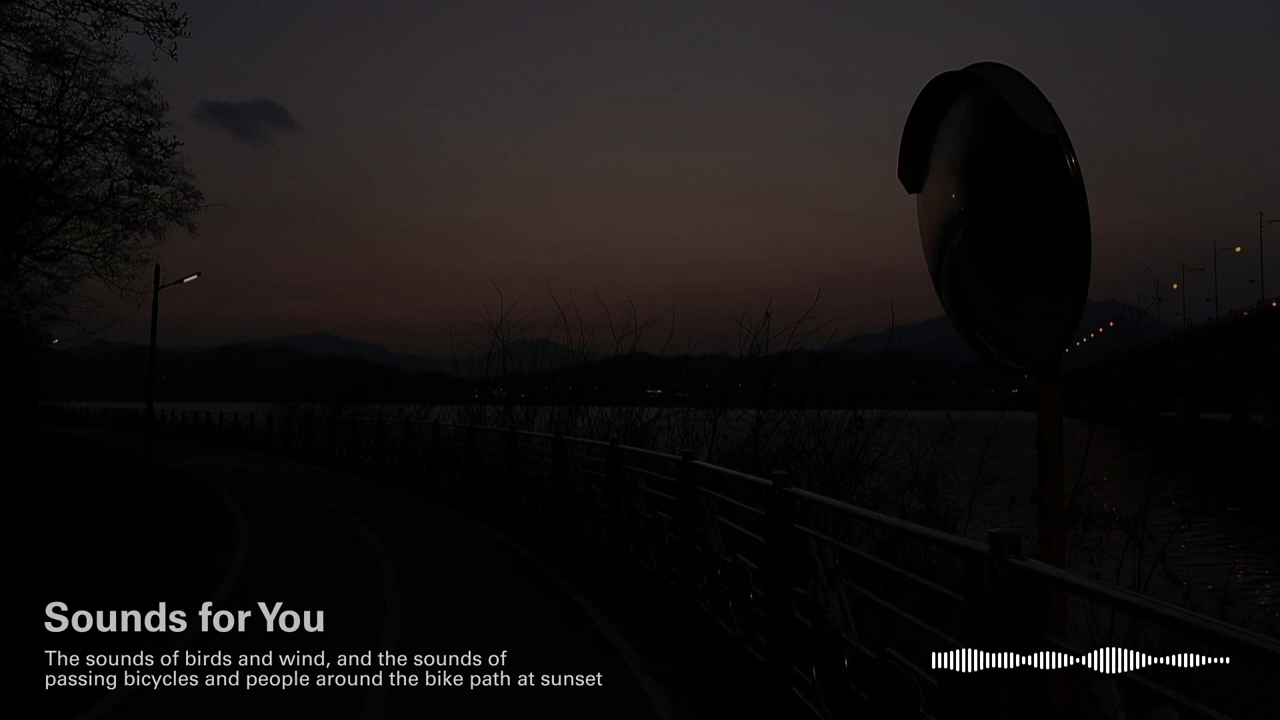 Sounds for You
The sounds of birds and wind, and the sounds of
passing bicycles and people around the bike path at sunset